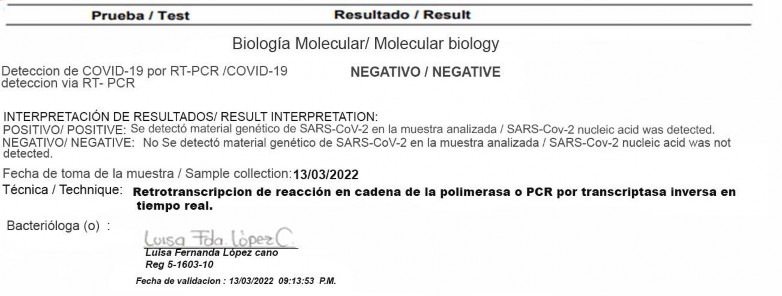 Prueba / Test Resultado / Result
Biología Molecular/ Molecular biology
Deteccion de COVID-19 por RT-PCR /COVID-19 NEGATIVO / NEGATIVE
deteccion via RT- PCR
INTERPRETACIÓN DE RESULTADOS/ RESULT INTERPRETATION:
POSITIVO/ POSITIVE: Se detectó material genético de SARS-CoV-2 en la muestra analizada / SARS-Cov-2 nucleic acid was detected.
NEGATIVO/ NEGATIVE: No Se detectó material genético de SARS-CoV-2 en la muestra analizada / SARS-Cov-2 nucleic acid was not
detected.
Fecha de toma de la muestra / Sample collection: 13/03/2022
Técnica / Technique: Retrotranscripcion de reacción en cadena de la polimerasa o PCR por transcriptasa inversa en
tiempo real.
Bacterióloga (o) :
Luisa Fda. López C
Luisa Fernanda López cano
Reg 5-1603-10
Fecha de validacion : 13/03/2022 09:13:53 P.M.